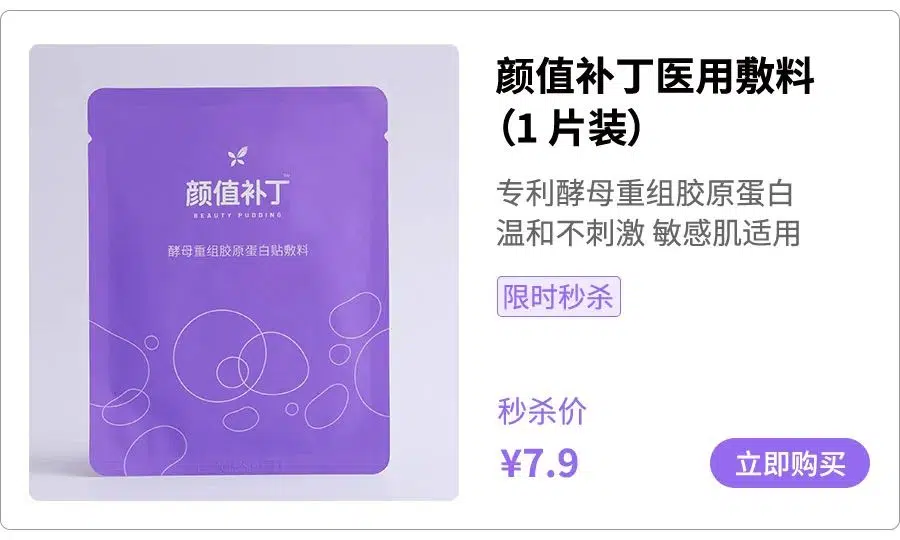 颜值补丁
BEAUTY PUDDING
酵母重组胶原蛋白贴敷料
颜值补丁医用敷料
（1 片装）
专利酵母重组胶原蛋白
温和不刺激 敏感肌适用
限时秒杀
秒杀价
¥7.9
立即购买